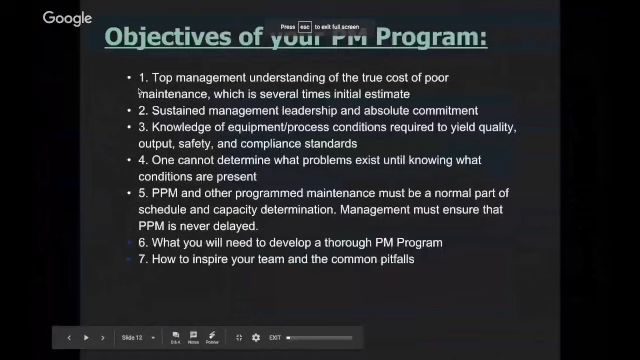 Google
Press esc to exit full screen
Objectives of your PM Program:
• 1. Top management understanding of the true cost of poor
maintenance, which is several times initial estimate
• 2. Sustained management leadership and absolute commitment
• 3. Knowledge of equipment/process conditions required to yield quality,
output, safety, and compliance standards
• 4. One cannot determine what problems exist until knowing what
conditions are present
• 5. PPM and other programmed maintenance must be a normal part of
schedule and capacity determination. Management must ensure that
PPM is never delayed.
• 6. What you will need to develop a thorough PM Program
• 7. How to inspire your team and the common pitfalls
Slide 12
Q & A
Notes
Pointer
EXIT